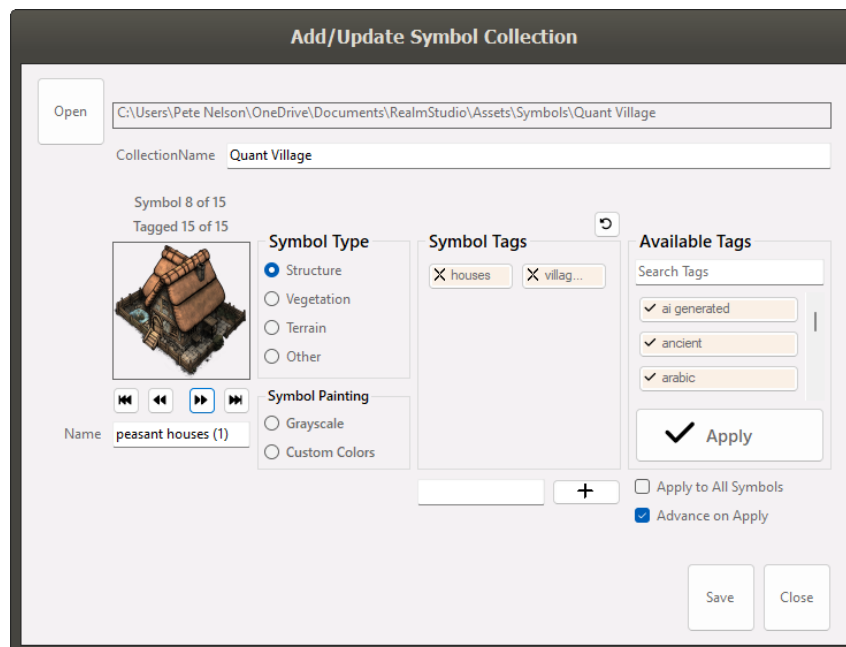 Add/Update Symbol Collection
Open
C:\Users\Pete Nelson\OneDrive\Documents\RealmStudio\Assets\Symbols\Quant Village
CollectionName Quant Village
Symbol 8 of 15
Tagged 15 of 15
Symbol Type
Structure
Vegetation
Terrain
Other
Symbol Painting
Grayscale
Custom Colors
Name peasant houses (1)
Symbol Tags
houses villag...
Available Tags
Search Tags
ai generated
ancient
arabic
Apply
Apply to All Symbols
Advance on Apply
Save Close